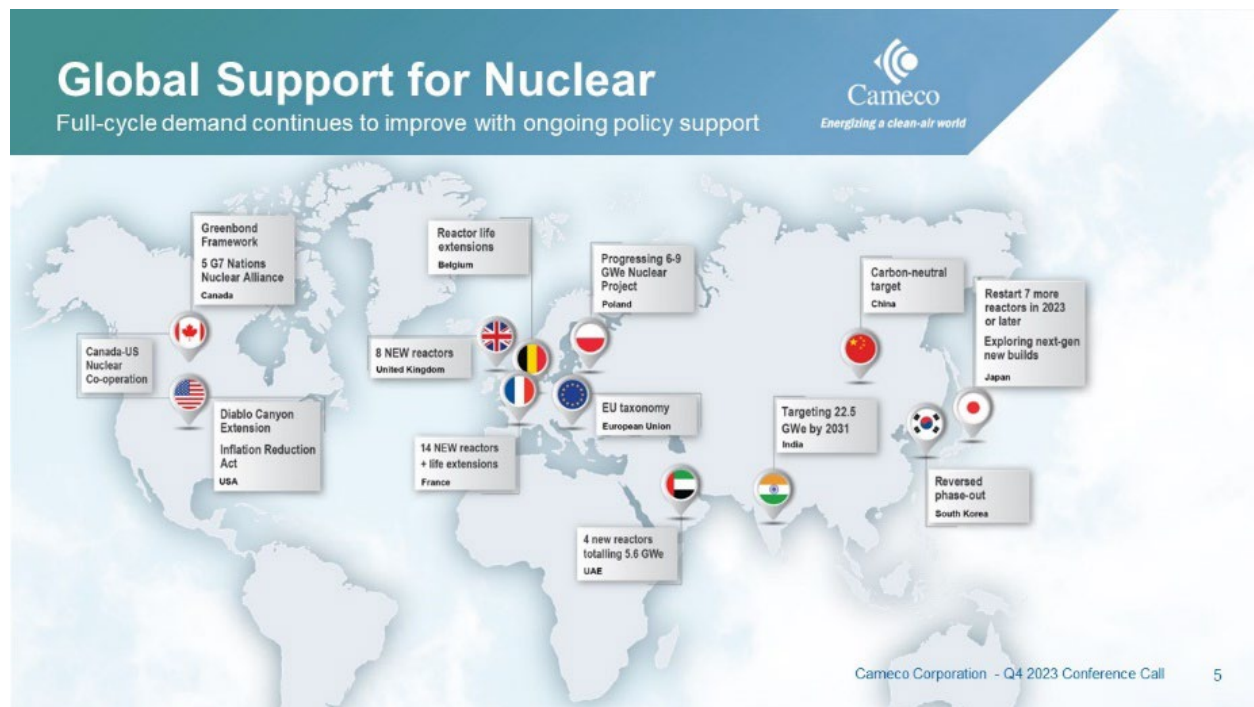 Global Support for Nuclear
Full-cycle demand continues to improve with ongoing policy support
Cameco
Energizing a clean-air world
Greenbond
Framework
5 G7 Nations
Nuclear Alliance
Canada
Canada-US
Nuclear
Co-operation
Diablo Canyon
Extension
Inflation Reduction
Act
USA
Reactor life
extensions
Belgium
8 NEW reactors
United Kingdom
14 NEW reactors
+ life extensions
France
Progressing 6-9
GWe Nuclear
Project
Poland
EU taxonomy
European Union
4 new reactors
totalling 5.6 GWe
UAE
Targeting 22.5
GWe by 2031
India
Carbon-neutral
target
China
Restart 7 more
reactors in 2023
or later
Exploring next-gen
new builds
Japan
Reversed
phase-out
South Korea
Cameco Corporation - Q4 2023 Conference Call
5